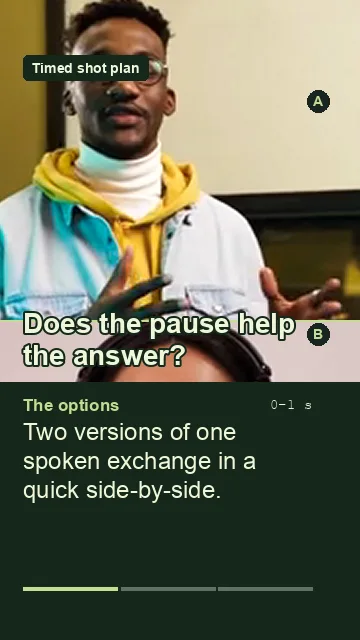 Timed shot plan
A
Does the pause help
the answer?
B
The options
0–1 s
Two versions of one
spoken exchange in a
quick side-by-side.